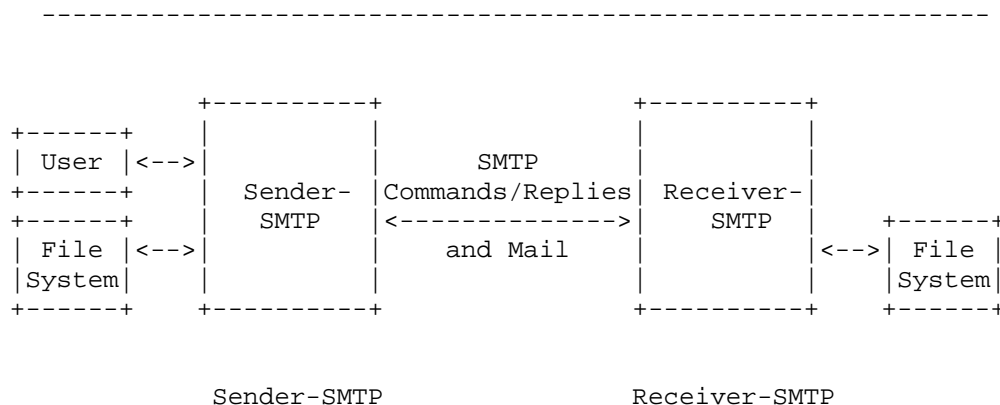 User
SMTP
Sender-
Commands/Replies
Receiver-
SMTP
SMTP
File
and Mail
File
System
System
Sender-SMTP
Receiver-SMTP